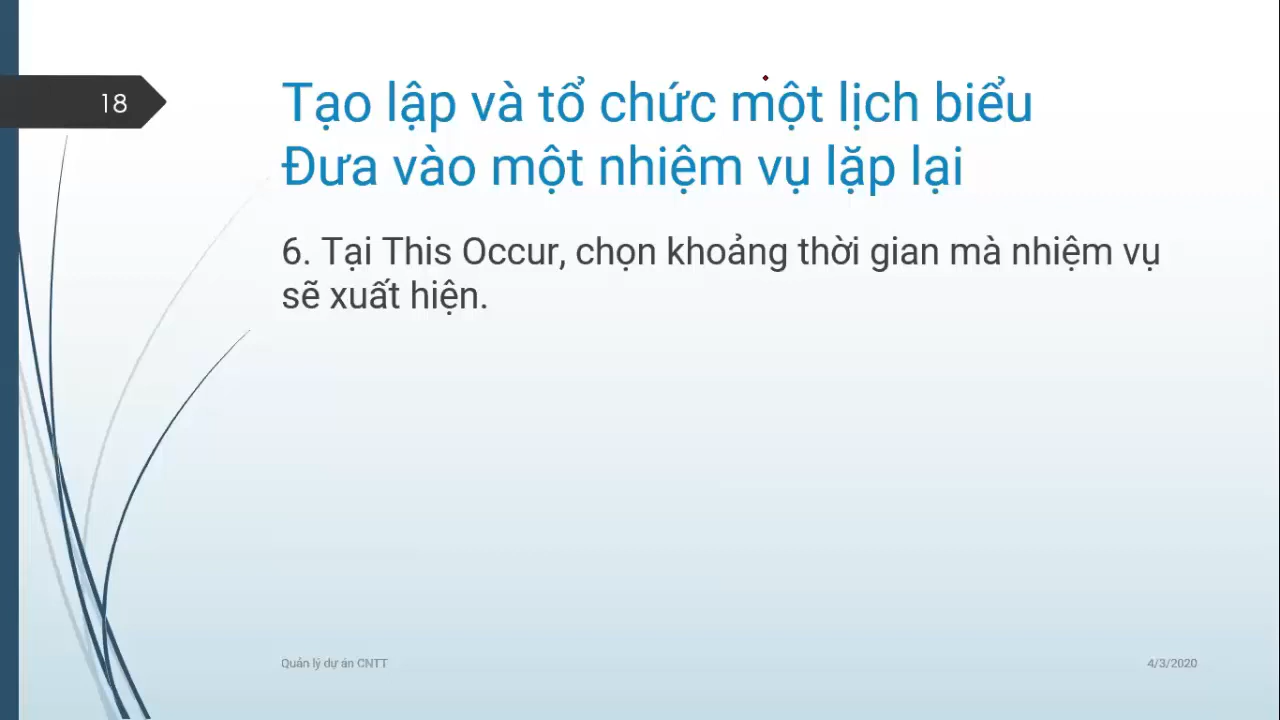 18
Tạo lập và tổ chức một lịch biểu
Đưa vào một nhiệm vụ lặp lại
6. Tại This Occur, chọn khoảng thời gian mà nhiệm vụ
sẽ xuất hiện.
Quản lý dự án CNTT
4/3/2020